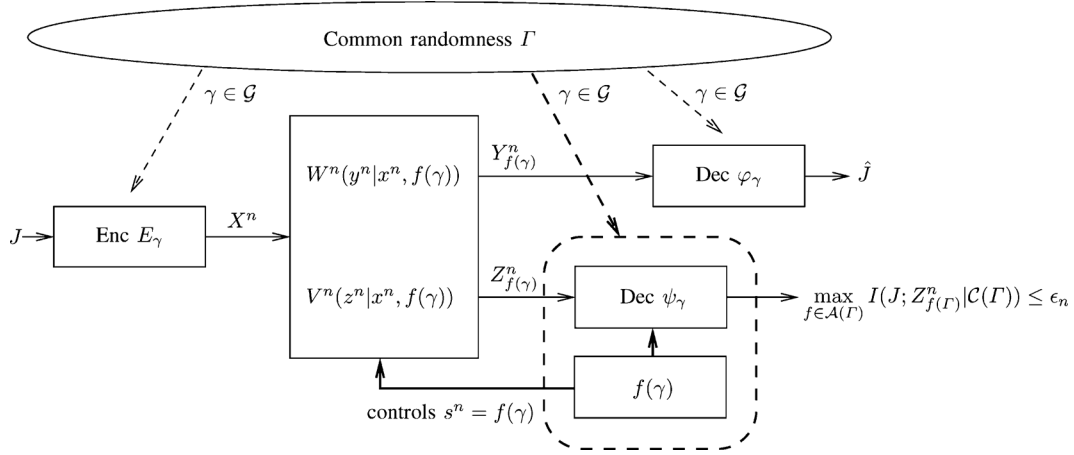 Common randomness Γ
γ ∈ 𝒢
γ ∈ 𝒢
γ ∈ 𝒢
J
Enc E_γ
X^n
W^n(y^n|x^n, f(γ))
V^n(z^n|x^n, f(γ))
Y^n_{f(γ)}
Dec φ_γ
Ĵ
Z^n_{f(γ)}
Dec ψ_γ
max_{f∈𝒜(Γ)} I(J; Z^n_{f(Γ)}|𝒞(Γ)) ≤ ϵ_n
f(γ)
controls s^n = f(γ)